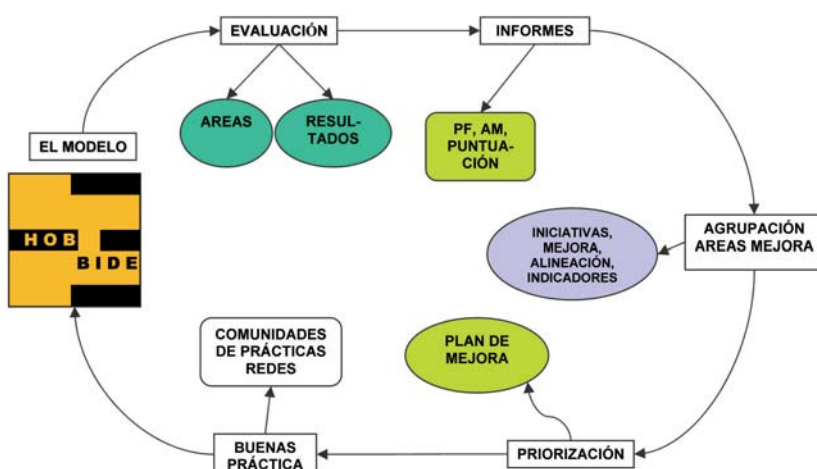 EVALUACIÓN
INFORMES
AREAS
RESUL-
TADOS
PF, AM,
PUNTUA-
CIÓN
EL MODELO
HOB
BIDE
AGRUPACIÓN
AREAS MEJORA
INICIATIVAS,
MEJORA,
ALINEACIÓN,
INDICADORES
COMUNIDADES
DE PRÁCTICAS
REDES
PLAN DE
MEJORA
BUENAS
PRÁCTICA
PRIORIZACIÓN